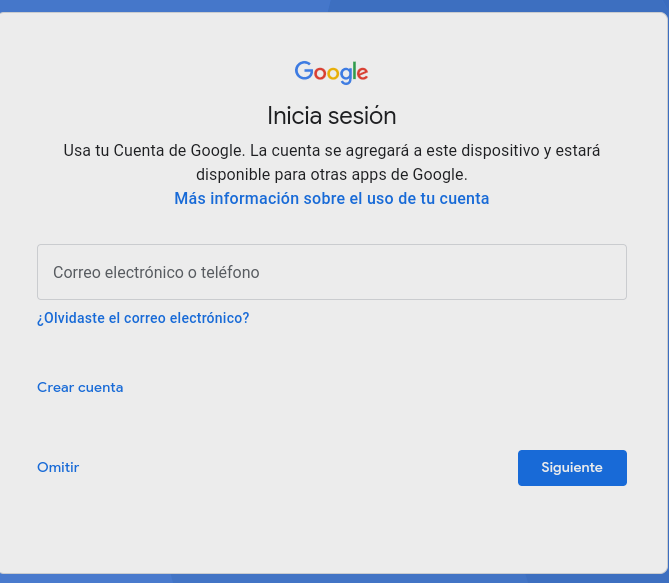 Google
Inicia sesión
Usa tu Cuenta de Google. La cuenta se agregará a este dispositivo y estará
disponible para otras apps de Google.
Más información sobre el uso de tu cuenta
Correo electrónico o teléfono
¿Olvidaste el correo electrónico?
Crear cuenta
Omitir
Siguiente